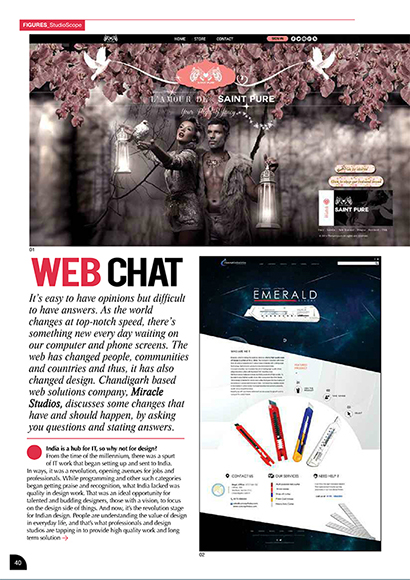 FIGURES_StudioScope
HOME STORE CONTACT
SIGN IN
L'AMOUR DE SAINT PURE
SAINT PURE
01
WEB CHAT
It's easy to have opinions but difficult
to have answers. As the world
changes at top-notch speed, there's
something new every day waiting on
our computer and phone screens. The
web has changed people, communities
and countries and thus, it has also
changed design. Chandigarh based
web solutions company, Miracle
Studios, discusses some changes that
have and should happen, by asking
you questions and stating answers.
India is a hub for IT, so why not for design?
From the time of the millennium, there was a spurt
of IT work that began setting up and sent to India.
In ways, it was a revolution, opening avenues for jobs and
professionals. While programming and other such categories
began getting praise and recognition, what India lacked was
quality in design work. That was an ideal opportunity for
talented and budding designers, those with a vision, to focus
on the design side of things. And now, it's the revolution stage
for Indian design. People are understanding the value of design
in everyday life, and that's what professionals and design
studios are tapping in to provide high quality work and long
term solution
EMERALD
CONTACT US
OUR SERVICES
NEED HELP ?
02
40